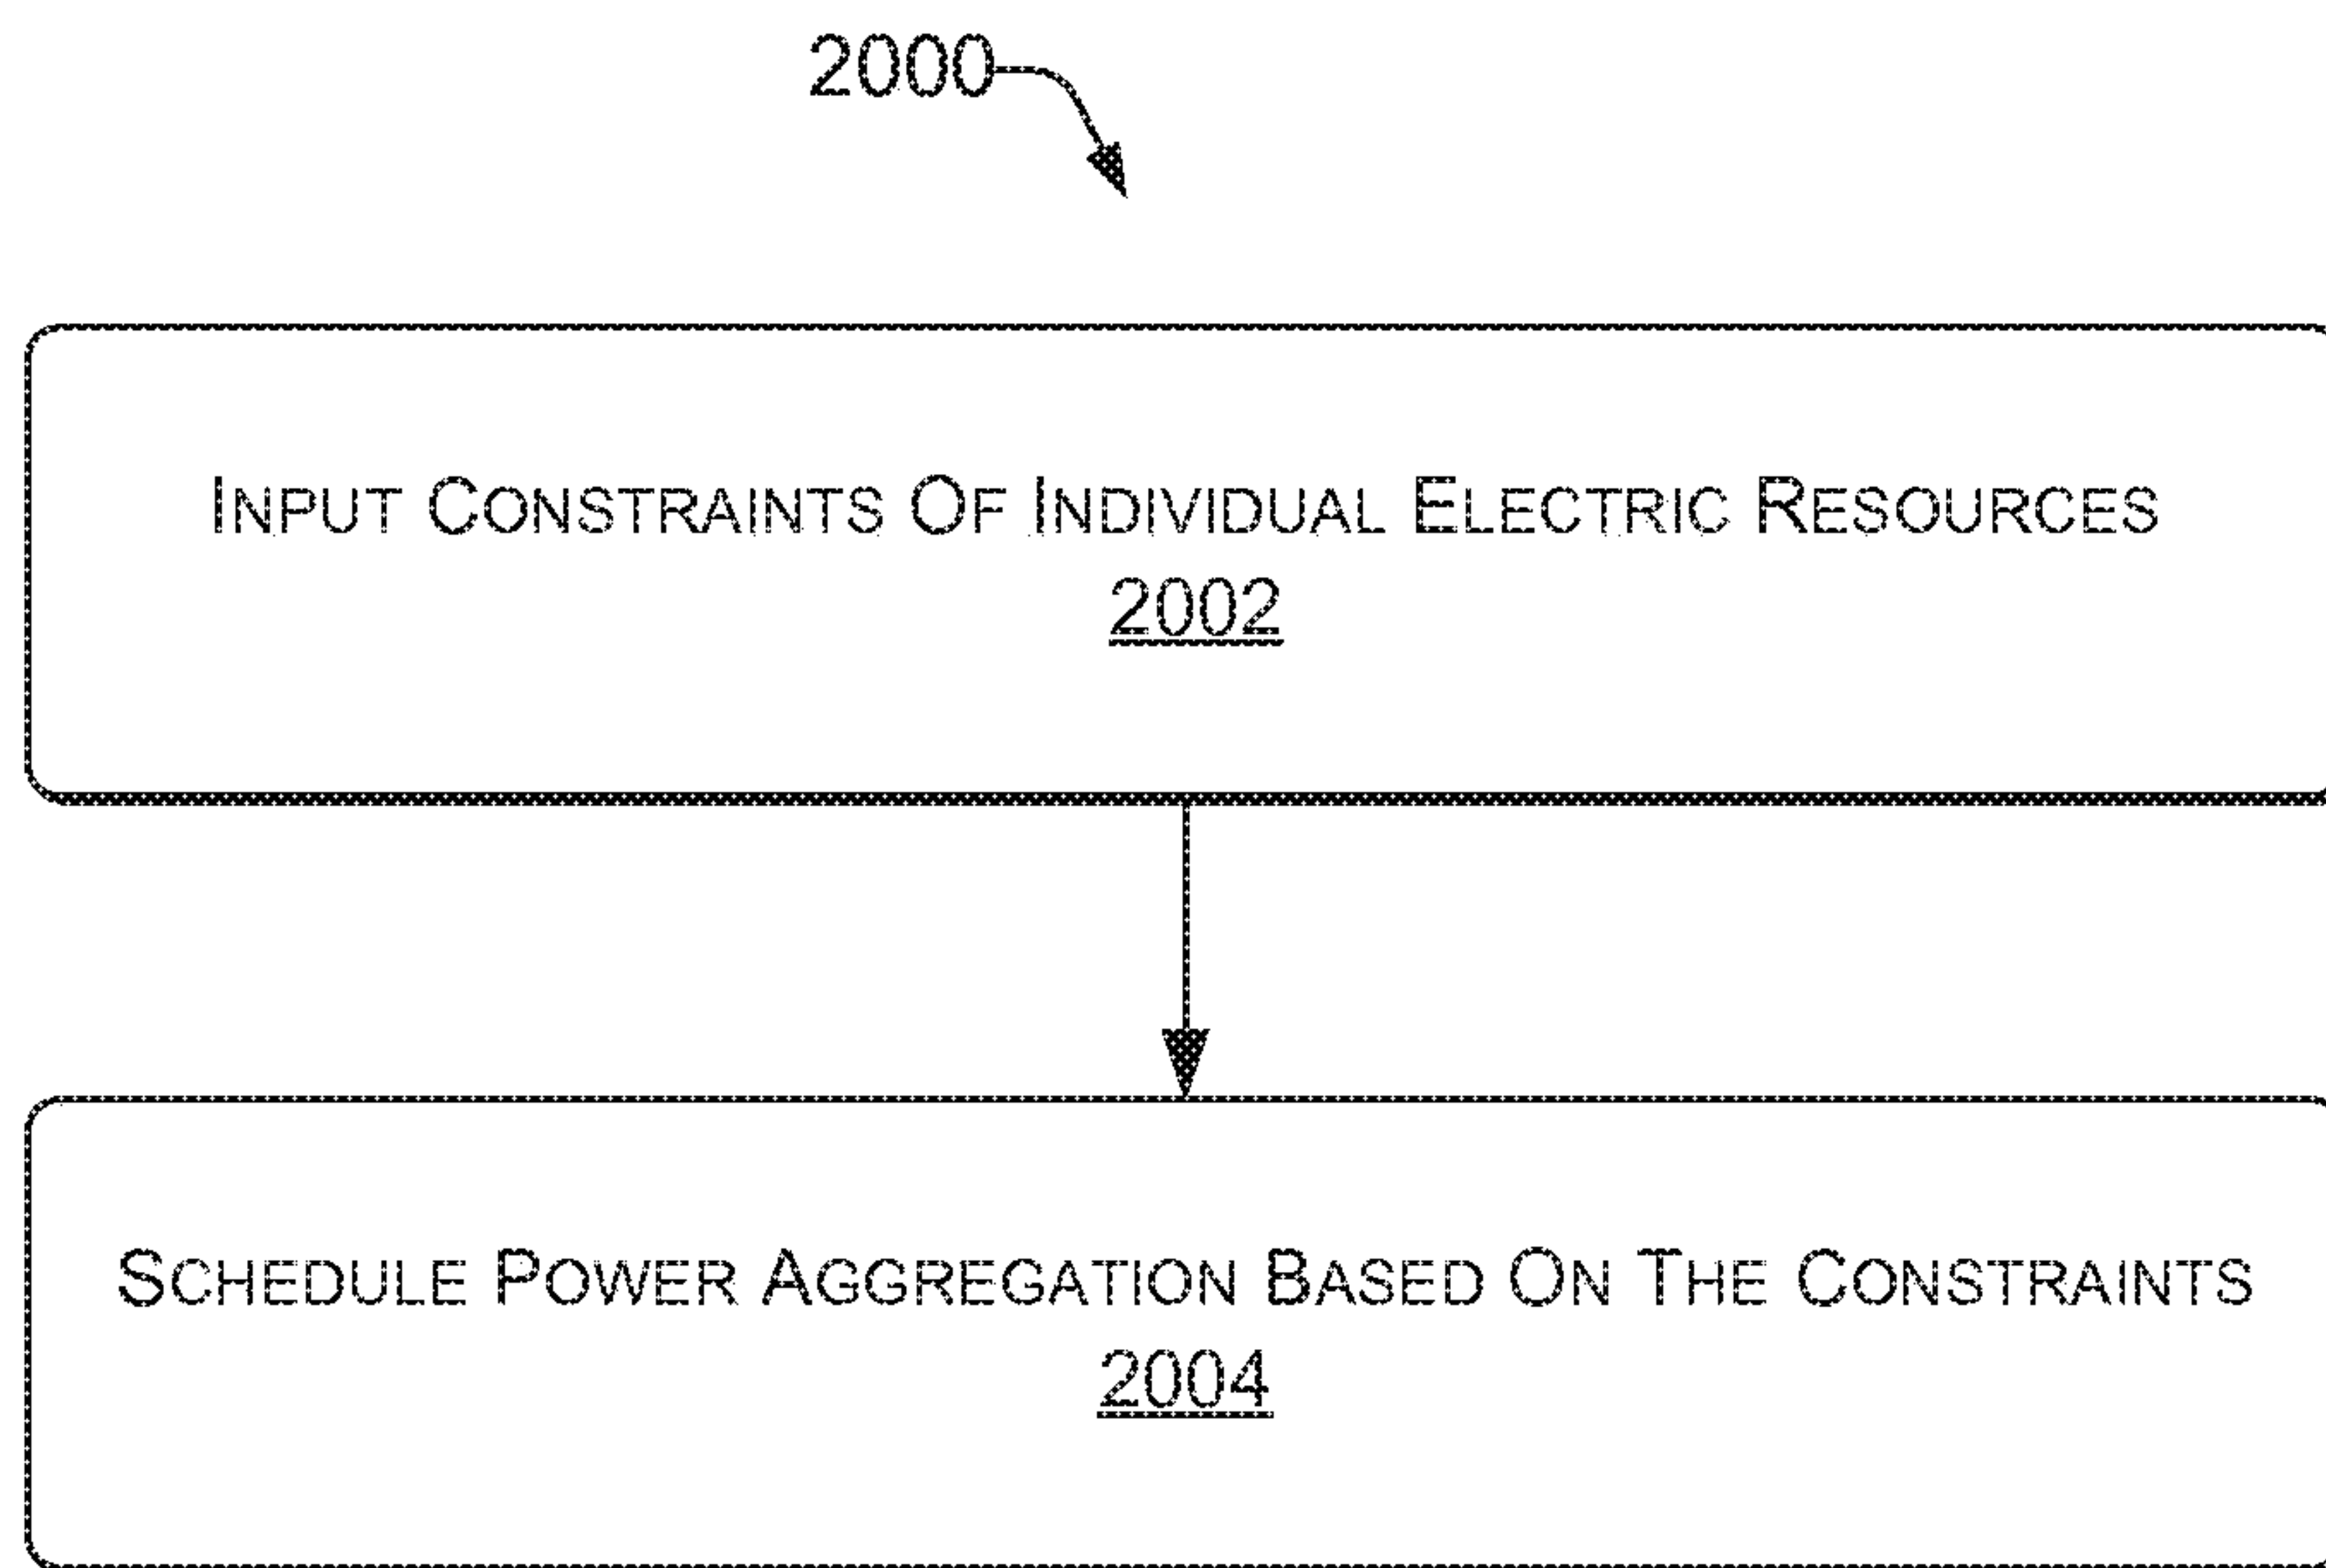 2000
INPUT CONSTRAINTS OF INDIVIDUAL ELECTRIC RESOURCES
2002
SCHEDULE POWER AGGREGATION BASED ON THE CONSTRAINTS
2004